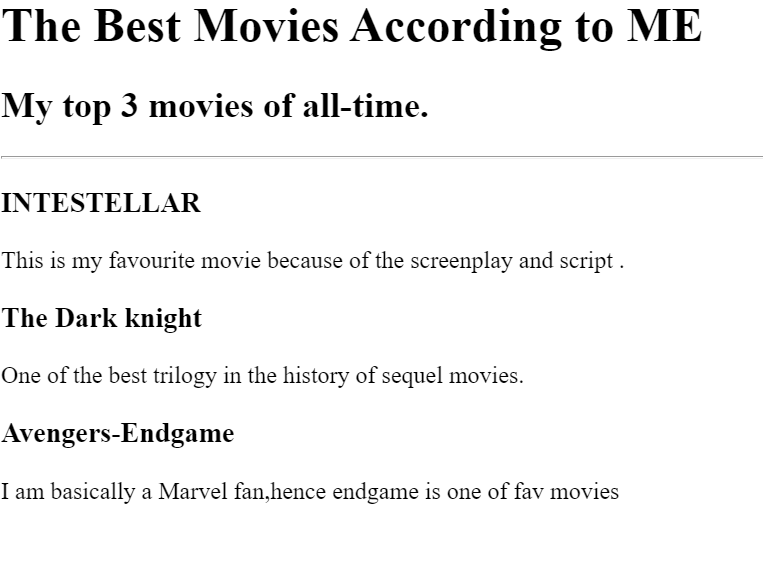 The Best Movies According to ME
My top 3 movies of all-time.
INTESTELLAR
This is my favourite movie because of the screenplay and script .
The Dark knight
One of the best trilogy in the history of sequel movies.
Avengers-Endgame
I am basically a Marvel fan,hence endgame is one of fav movies